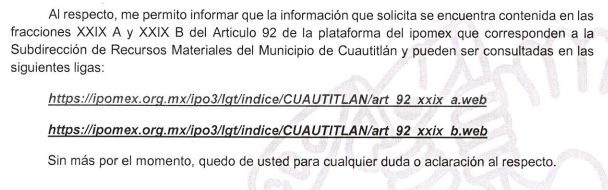 Al respecto, me permito informar que la información que solicita se encuentra contenida en las
fracciones XXIX A y XXIX B del Articulo 92 de la plataforma del ipomex que corresponden a la
Subdirección de Recursos Materiales del Municipio de Cuautitlán y pueden ser consultadas en las
siguientes ligas:
https://ipomex.org.mx/ipo3/lgt/indice/CUAUTITLAN/art_92_xxix_a.web
https://ipomex.org.mx/ipo3/lgt/indice/CUAUTITLAN/art_92_xxix_b.web
Sin más por el momento, quedo de usted para cualquier duda o aclaración al respecto.